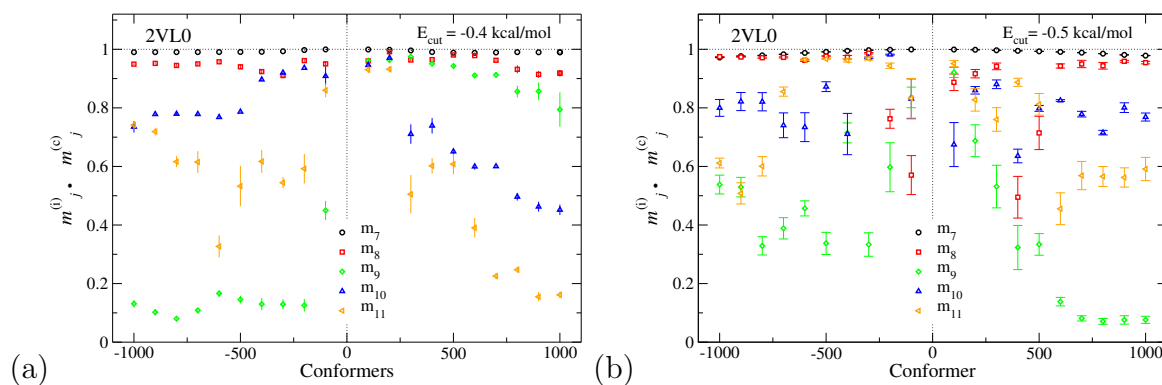 2VL0
E_cut = -0.4 kcal/mol
1
0.8
0.6
0.4
0.2
0
m_j^(i) • m_j^(c)
m_7
m_8
m_9
m_10
m_11
-1000 -500 0 500 1000
(a) Conformers
2VL0
E_cut = -0.5 kcal/mol
1
0.8
0.6
0.4
0.2
0
m_j^(i) • m_j^(c)
m_7
m_8
m_9
m_10
m_11
-1000 -500 0 500 1000
(b) Conformer